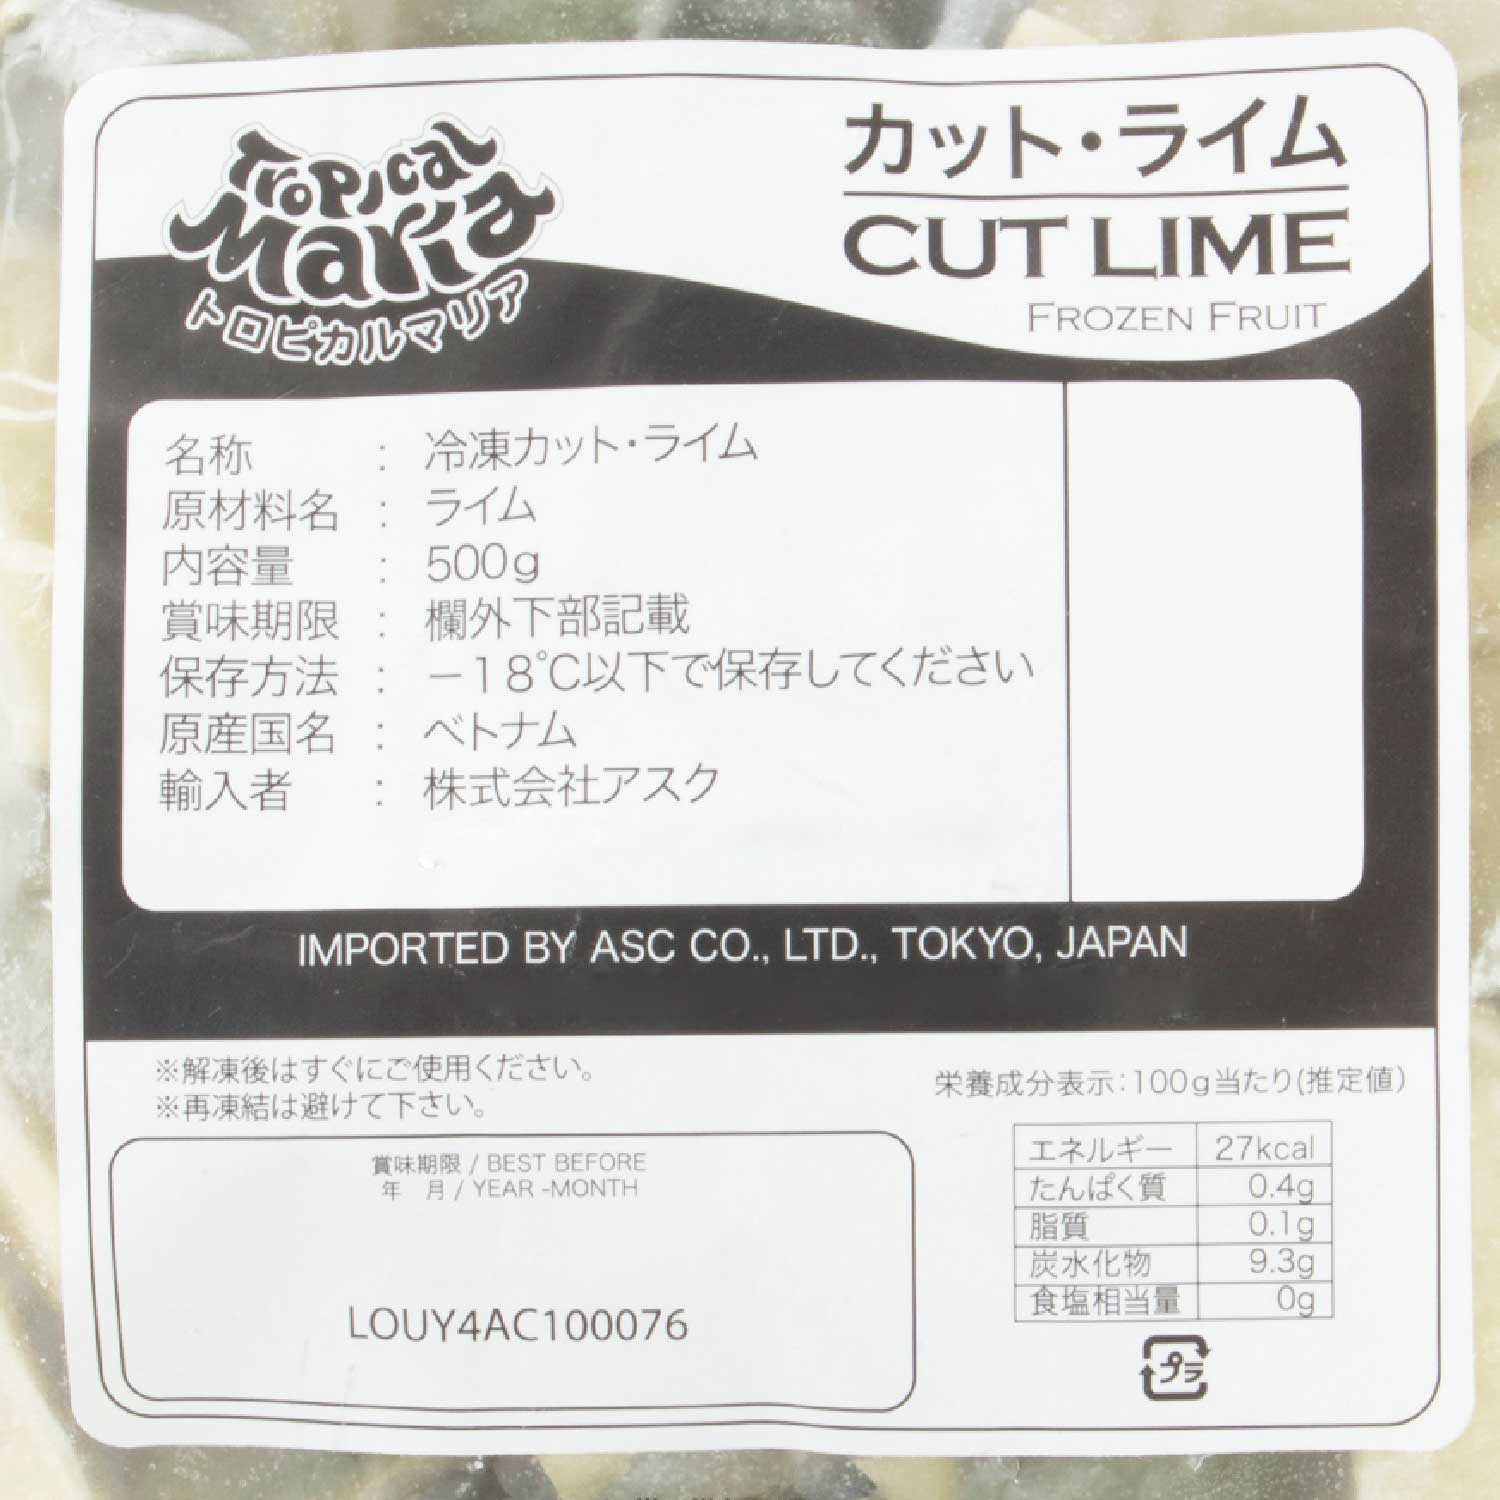 Tropical
Maria
トロピカルマリア
カット・ライム
CUT LIME
FROZEN FRUIT
名称 : 冷凍カット・ライム
原材料名 : ライム
内容量 : 500g
賞味期限 : 欄外下部記載
保存方法 : −18℃以下で保存してください
原産国名 : ベトナム
輸入者 : 株式会社アスク
IMPORTED BY ASC CO., LTD., TOKYO, JAPAN
※解凍後はすぐにご使用ください。
※再凍結は避けて下さい。
賞味期限 / BEST BEFORE
年 月 / YEAR -MONTH
LOUY4AC100076
栄養成分表示:100g当たり(推定値)
エネルギー 27kcal
たんぱく質 0.4g
脂質 0.1g
炭水化物 9.3g
食塩相当量 0g
プラ